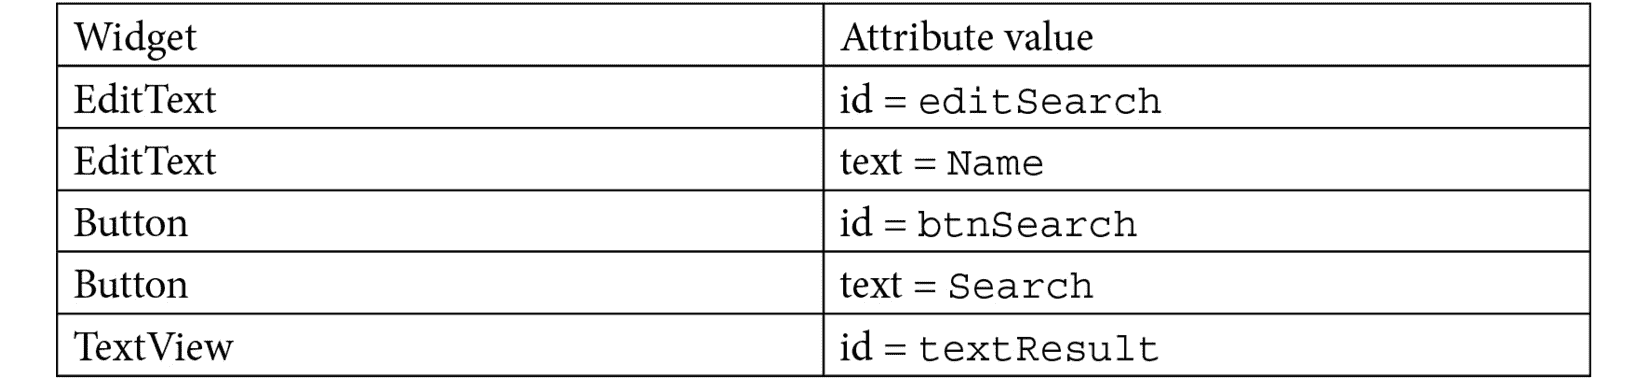 Widget Attribute value
EditText id = editSearch
EditText text = Name
Button id = btnSearch
Button text = Search
TextView id = textResult